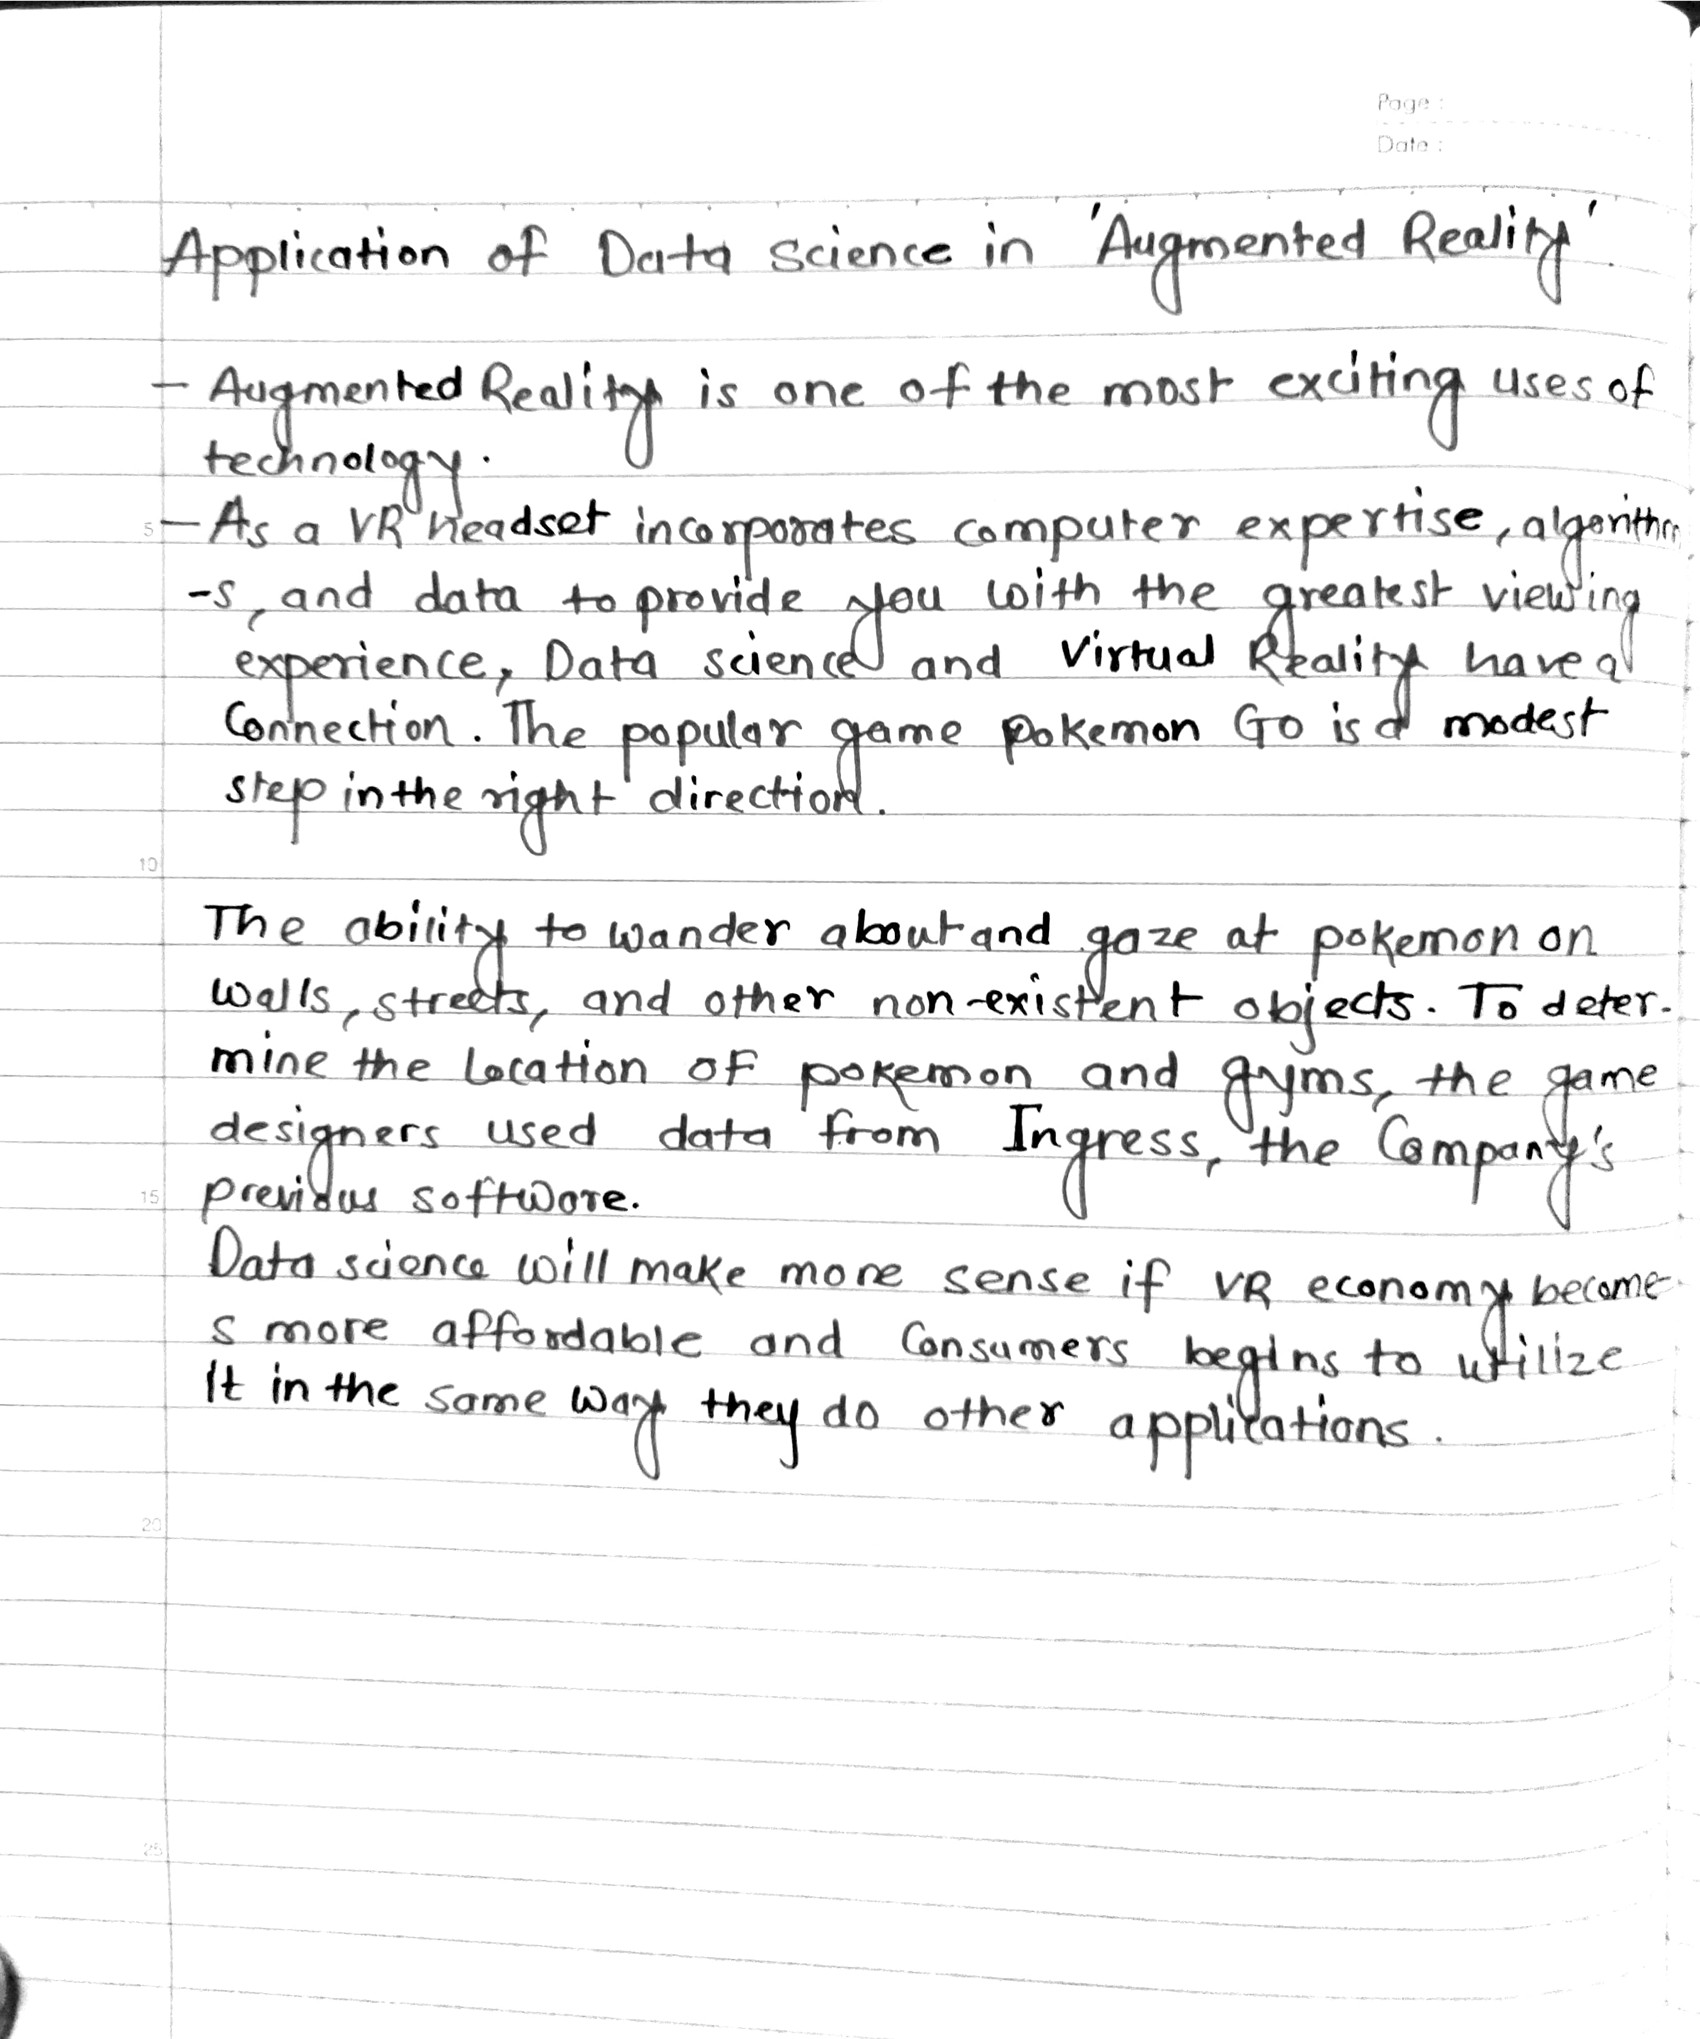 Page :
Date :
Application of Data science in 'Augmented Reality'.
- Augmented Reality is one of the most exciting uses of
technology.
5 - As a VR headset incorporates computer expertise, algorithm
-s, and data to provide you with the greatest viewing
experience, Data science and Virtual Reality have a
Connection. The popular game pokemon Go is a modest
step in the right direction.
10
The ability to wander about and gaze at pokemon on
walls, streets, and other non-existent objects. To deter-
mine the location of pokemon and gyms, the game
designers used data from Ingress, the Company's
15 previous software.
Data science will make more sense if VR economy become-
s more affordable and Consumers begins to utilize
It in the same way they do other applications.
20
25